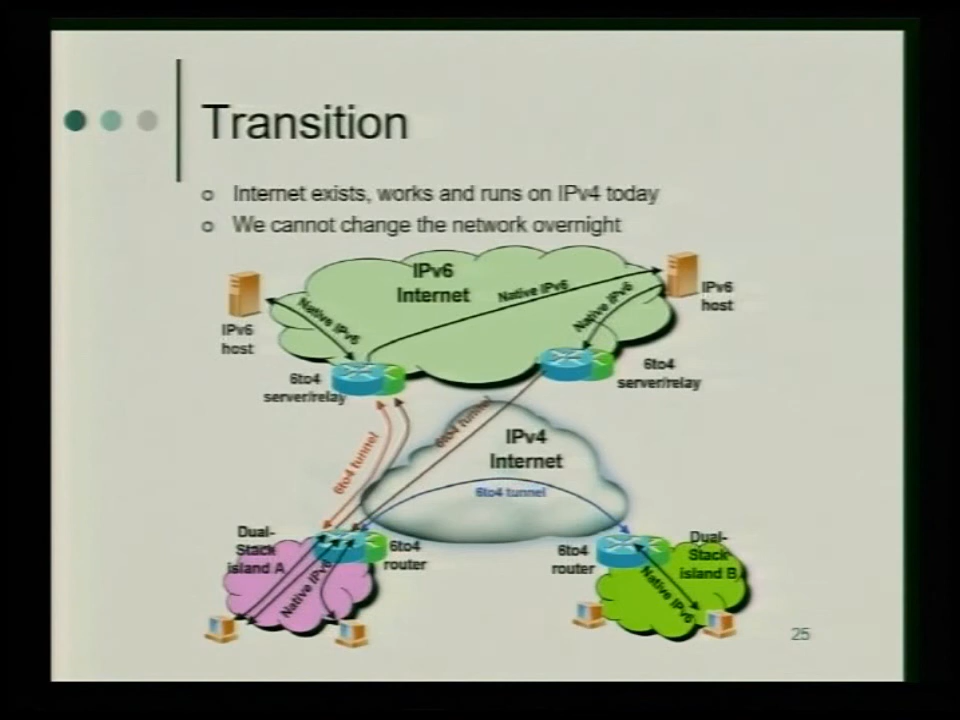 Transition
Internet exists, works and runs on IPv4 today
We cannot change the network overnight
IPv6
Internet
Native IPv6
IPv6
host
Native IPv6
Native IPv6
IPv6
host
6to4
server/relay
6to4
server/relay
6to4 tunnel
6to4 tunnel
IPv4
Internet
6to4 tunnel
Dual-
Stack
island A
6to4
router
6to4
router
Dual-
Stack
island B
Native IPv6
Native IPv6
25